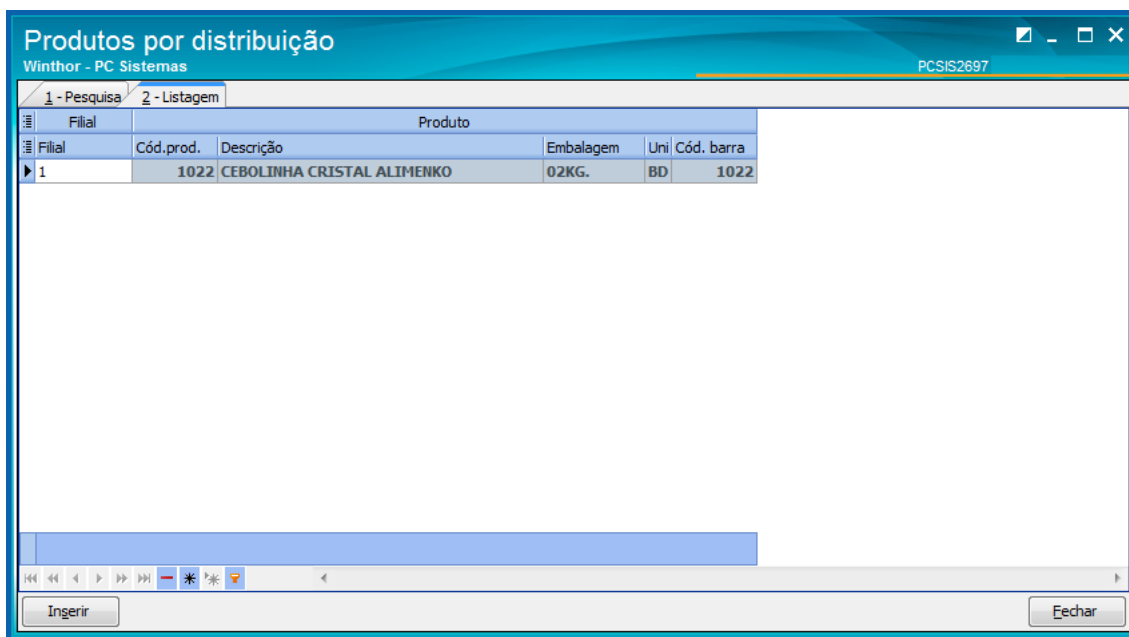 Produtos por distribuição
Winthor - PC Sistemas
PCSIS2697
1 - Pesquisa 2 - Listagem
Filial Produto
Filial Cód.prod. Descrição Embalagem Uni Cód. barra
1 1022 CEBOLINHA CRISTAL ALIMENKO 02KG. BD 1022
Inserir Fechar